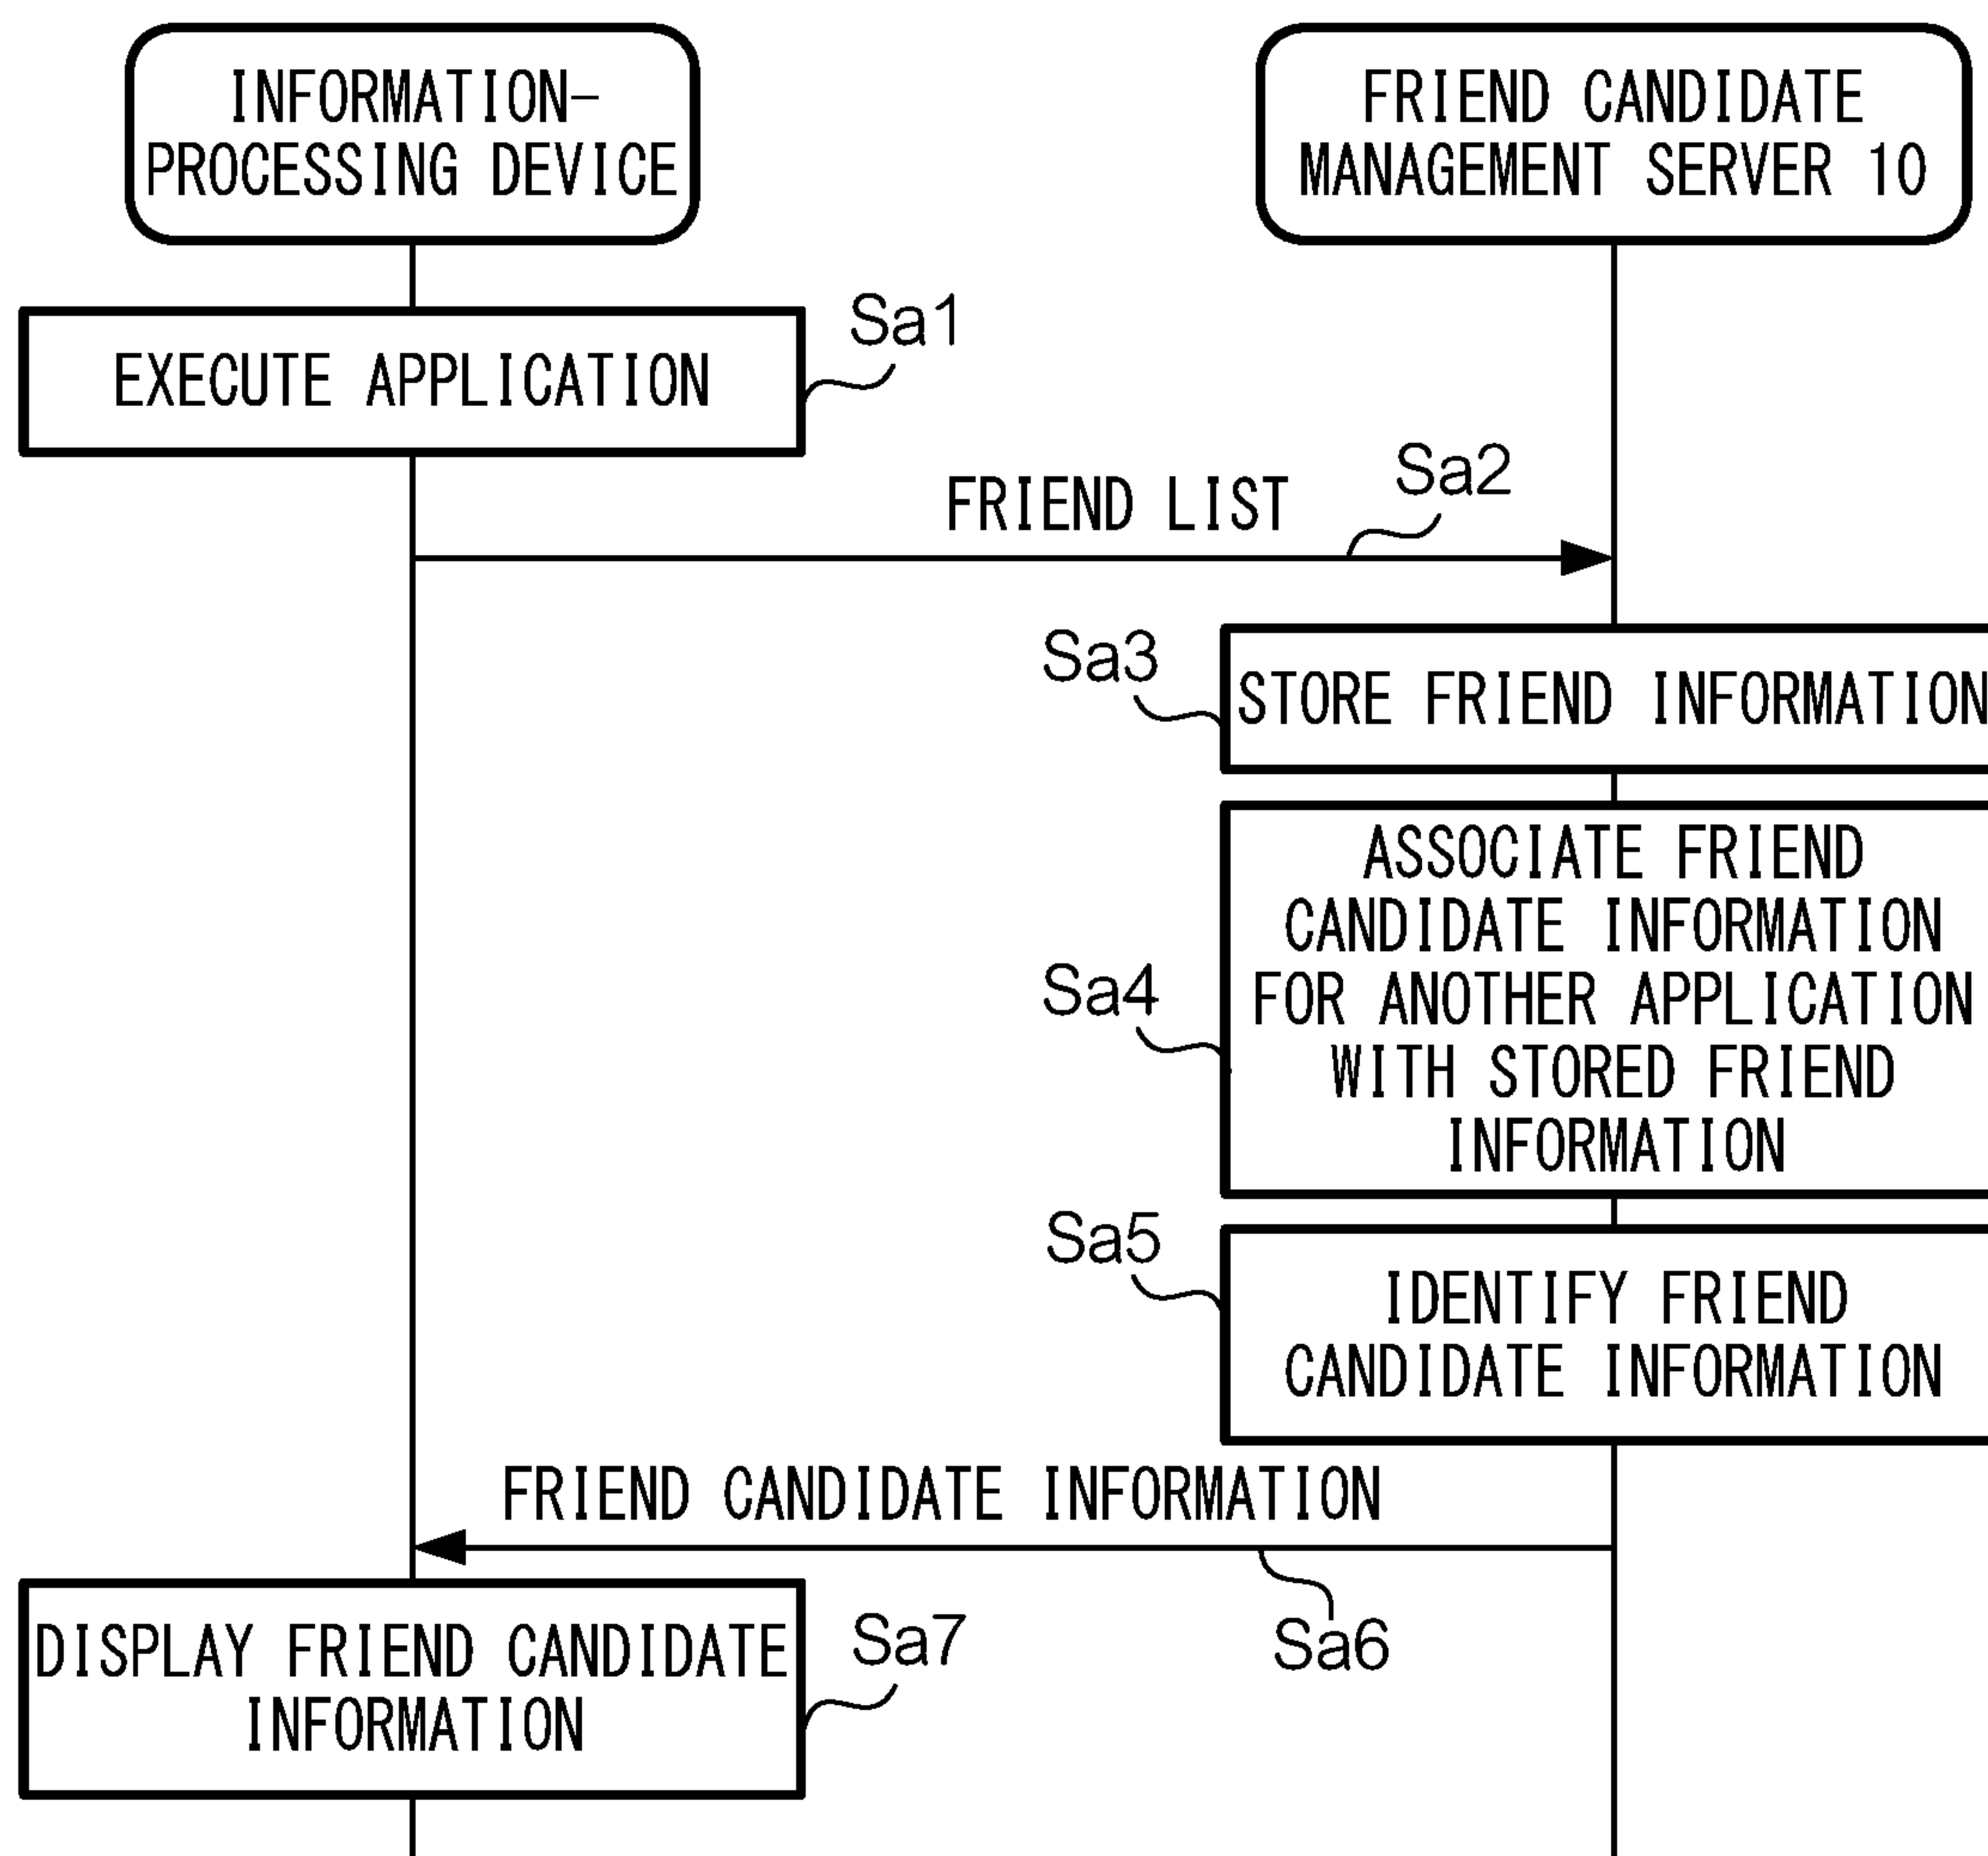 INFORMATION-
PROCESSING DEVICE
FRIEND CANDIDATE
MANAGEMENT SERVER 10
EXECUTE APPLICATION
Sa1
FRIEND LIST
Sa2
Sa3
STORE FRIEND INFORMATION
Sa4
ASSOCIATE FRIEND
CANDIDATE INFORMATION
FOR ANOTHER APPLICATION
WITH STORED FRIEND
INFORMATION
Sa5
IDENTIFY FRIEND
CANDIDATE INFORMATION
FRIEND CANDIDATE INFORMATION
Sa6
DISPLAY FRIEND CANDIDATE
INFORMATION
Sa7